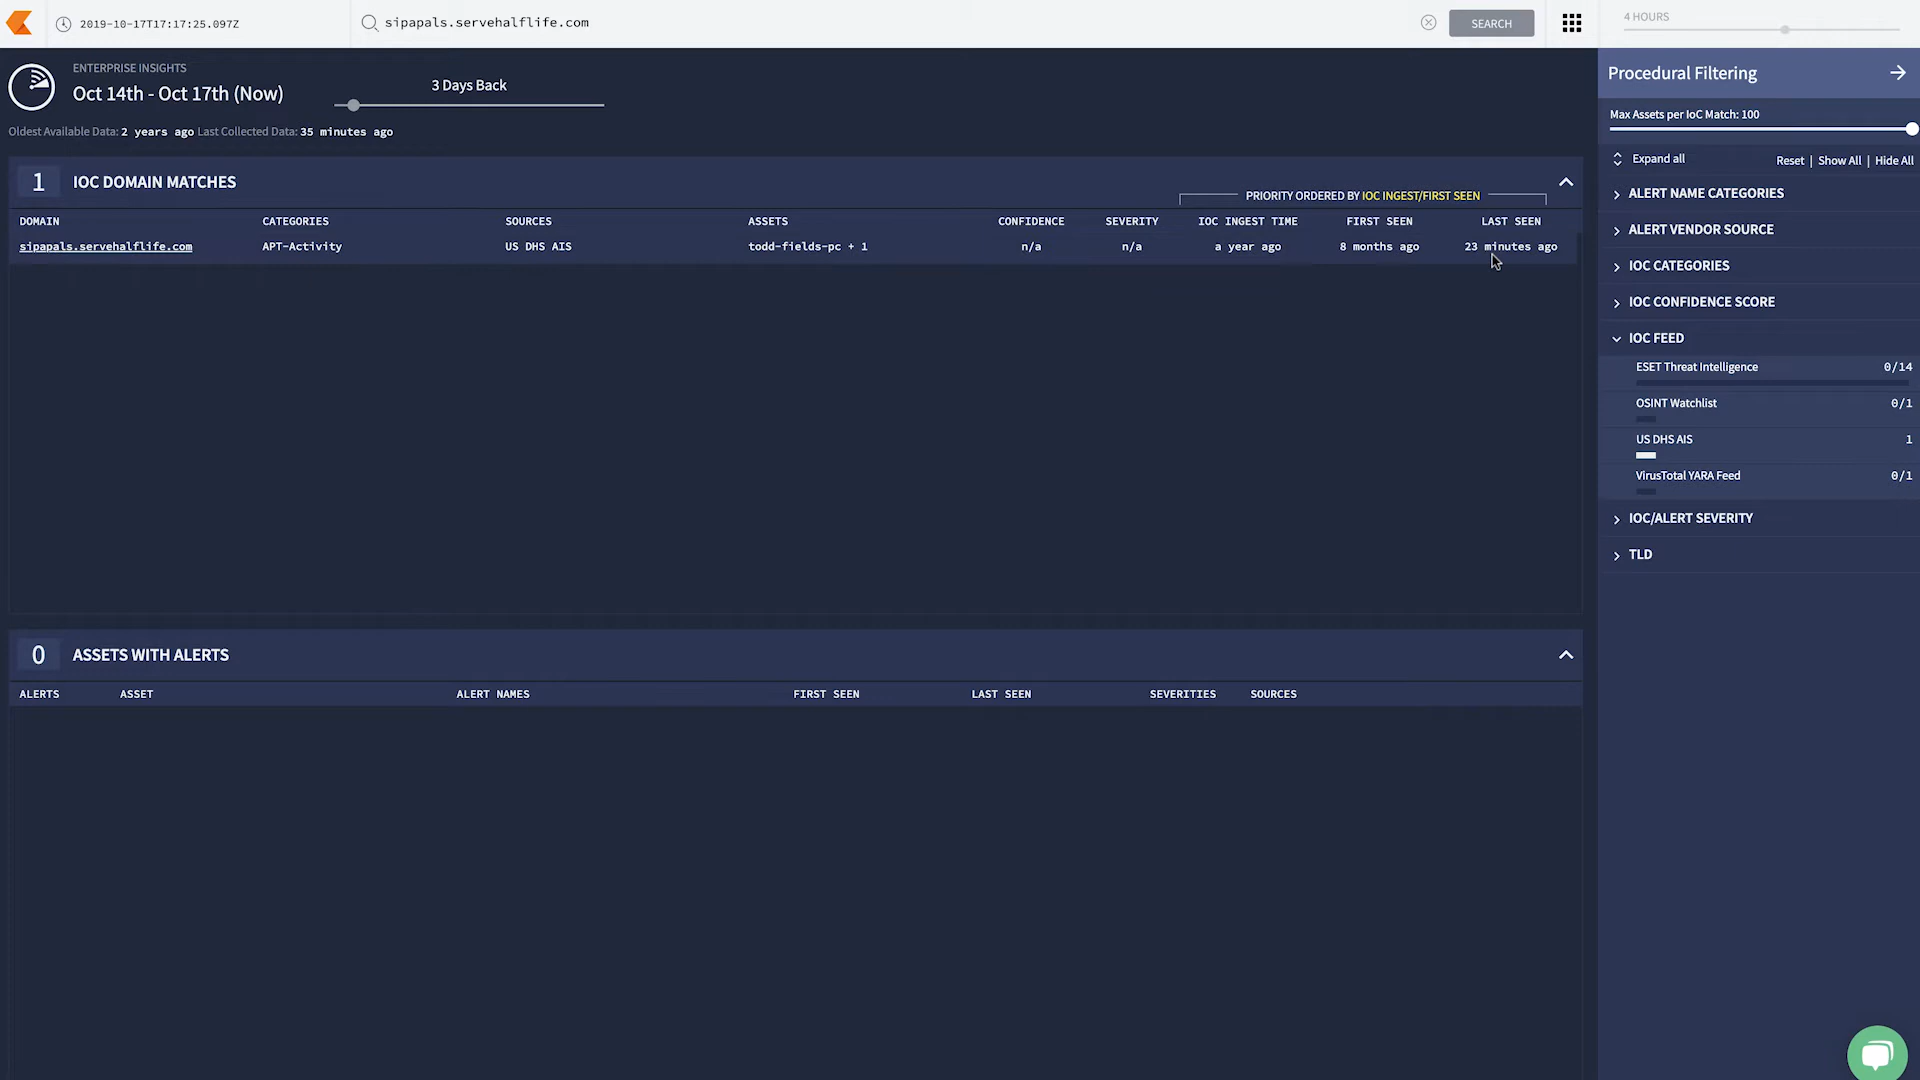 2019-10-17T17:17:25.097Z
sipapals.servehalflife.com
SEARCH
4 HOURS
ENTERPRISE INSIGHTS
Oct 14th - Oct 17th (Now)
3 Days Back
Oldest Available Data: 2 years ago Last Collected Data: 35 minutes ago
1 IOC DOMAIN MATCHES
PRIORITY ORDERED BY IOC INGEST/FIRST SEEN
DOMAIN CATEGORIES SOURCES ASSETS CONFIDENCE SEVERITY IOC INGEST TIME FIRST SEEN LAST SEEN
sipapals.servehalflife.com APT-Activity US DHS AIS todd-fields-pc + 1 n/a n/a a year ago 8 months ago 23 minutes ago
0 ASSETS WITH ALERTS
ALERTS ASSET ALERT NAMES FIRST SEEN LAST SEEN SEVERITIES SOURCES
Procedural Filtering
Max Assets per IoC Match: 100
Expand all Reset | Show All | Hide All
ALERT NAME CATEGORIES
ALERT VENDOR SOURCE
IOC CATEGORIES
IOC CONFIDENCE SCORE
IOC FEED
ESET Threat Intelligence 0/14
OSINT Watchlist 0/1
US DHS AIS 1
VirusTotal YARA Feed 0/1
IOC/ALERT SEVERITY
TLD